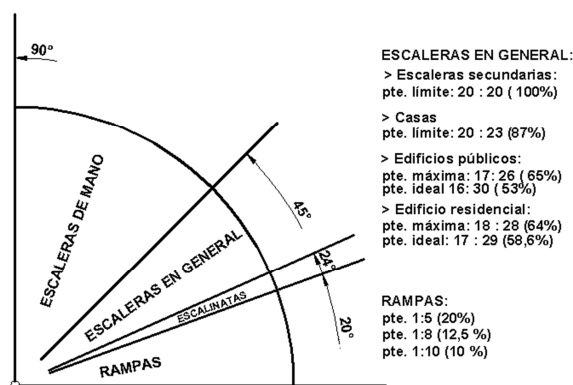 90°
ESCALERAS DE MANO
45°
ESCALERAS EN GENERAL
24°
ESCALINATAS
20°
RAMPAS
ESCALERAS EN GENERAL:
> Escaleras secundarias:
pte. límite: 20 : 20 ( 100%)
> Casas
pte. límite: 20 : 23 (87%)
> Edificios públicos:
pte. máxima: 17: 26 ( 65%)
pte. ideal 16: 30 ( 53%)
> Edificio residencial:
pte. máxima : 18 : 28 (64%)
pte. ideal: 17 : 29 (58,6%)
RAMPAS:
pte. 1:5 (20%)
pte. 1:8 (12,5 %)
pte. 1:10 (10 %)